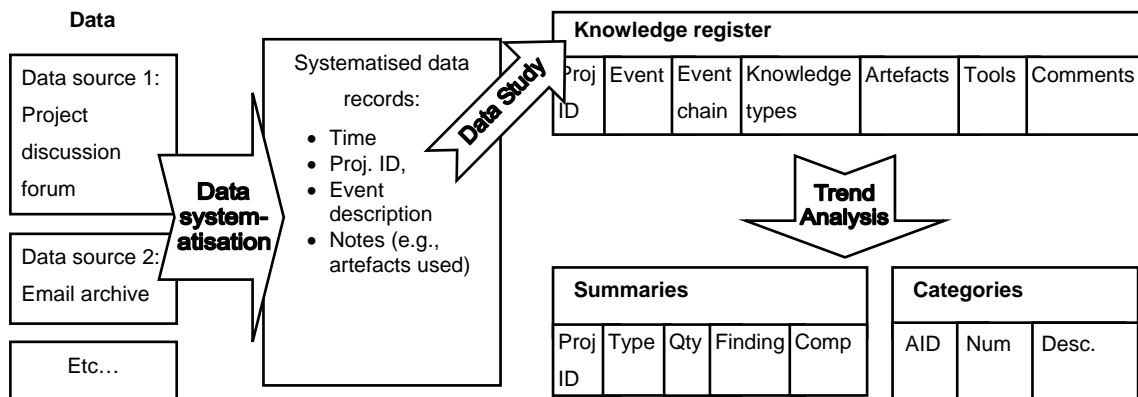 Data
Data source 1:
Project
discussion
forum
Data source 2:
Email archive
Etc…
Data
system-
atisation
Systematised data
records:
• Time
• Proj. ID,
• Event
description
• Notes (e.g.,
artefacts used)
Data Study
Knowledge register
Proj Event Event Knowledge Artefacts Tools Comments
ID chain types
Trend
Analysis
Summaries
Proj Type Qty Finding Comp
ID
Categories
AID Num Desc.